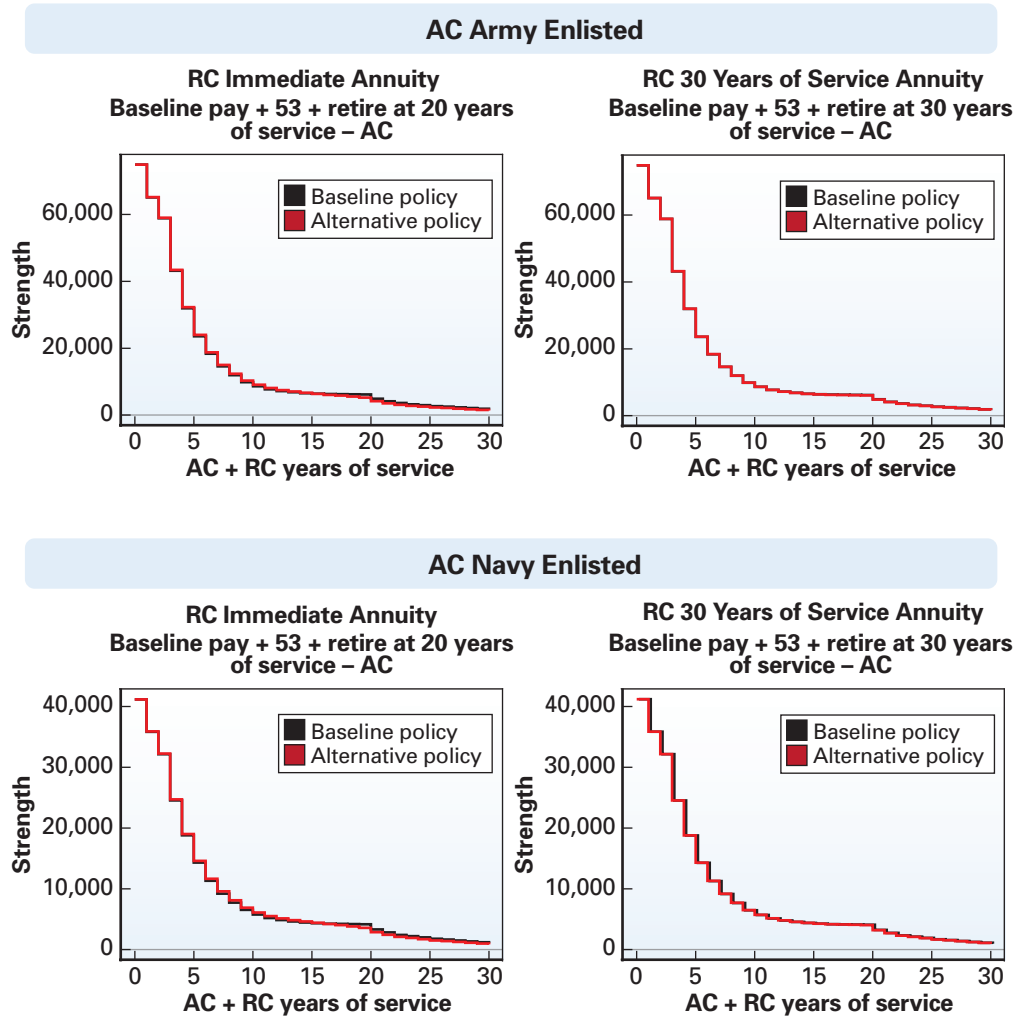 AC Army Enlisted
RC Immediate Annuity
Baseline pay + 53 + retire at 20 years
of service – AC
Strength
60,000
40,000
20,000
0
Baseline policy
Alternative policy
0 5 10 15 20 25 30
AC + RC years of service
RC 30 Years of Service Annuity
Baseline pay + 53 + retire at 30 years
of service – AC
Strength
60,000
40,000
20,000
0
Baseline policy
Alternative policy
0 5 10 15 20 25 30
AC + RC years of service
AC Navy Enlisted
RC Immediate Annuity
Baseline pay + 53 + retire at 20 years
of service – AC
Strength
40,000
30,000
20,000
10,000
0
Baseline policy
Alternative policy
0 5 10 15 20 25 30
AC + RC years of service
RC 30 Years of Service Annuity
Baseline pay + 53 + retire at 30 years
of service – AC
Strength
40,000
30,000
20,000
10,000
0
Baseline policy
Alternative policy
0 5 10 15 20 25 30
AC + RC years of service